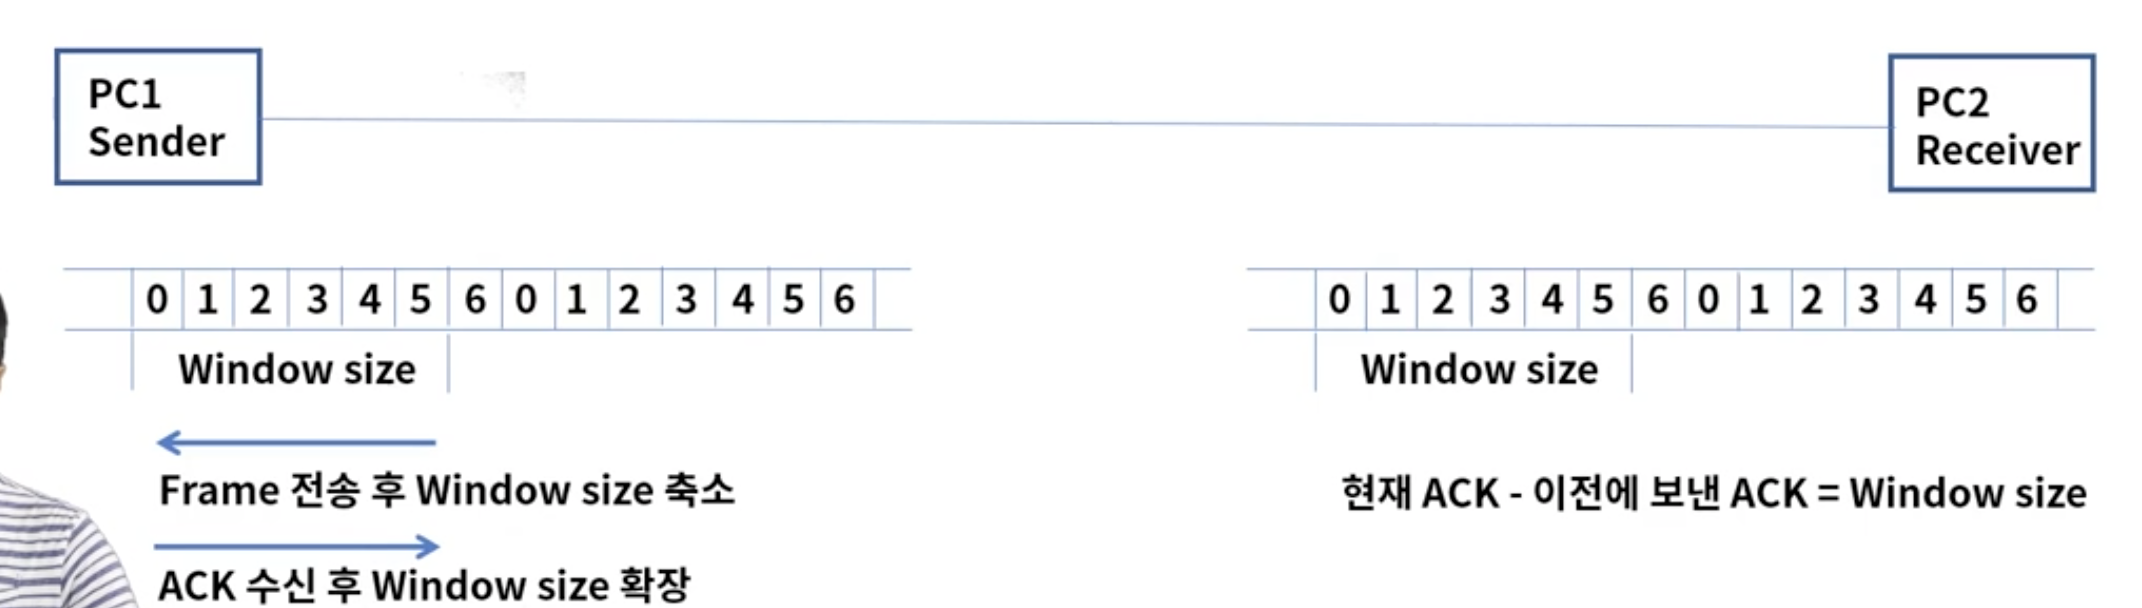 PC1
Sender
PC2
Receiver
0 1 2 3 4 5 6 0 1 2 3 4 5 6
0 1 2 3 4 5 6 0 1 2 3 4 5 6
Window size
Window size
Frame 전송 후 Window size 축소
현재 ACK - 이전에 보낸 ACK = Window size
ACK 수신 후 Window size 확장